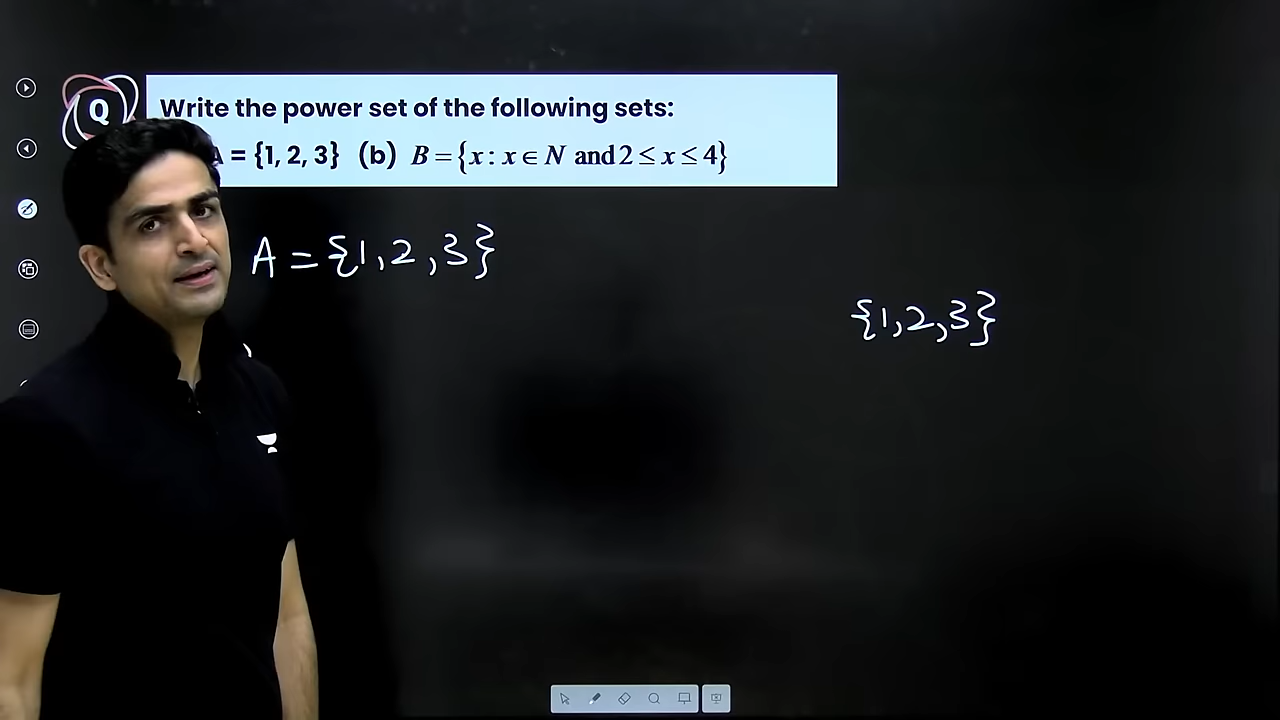 Q
Write the power set of the following sets:
A = {1, 2, 3} (b) B = {x : x ∈ N and 2 ≤ x ≤ 4}
A = {1, 2, 3}
{1, 2, 3}